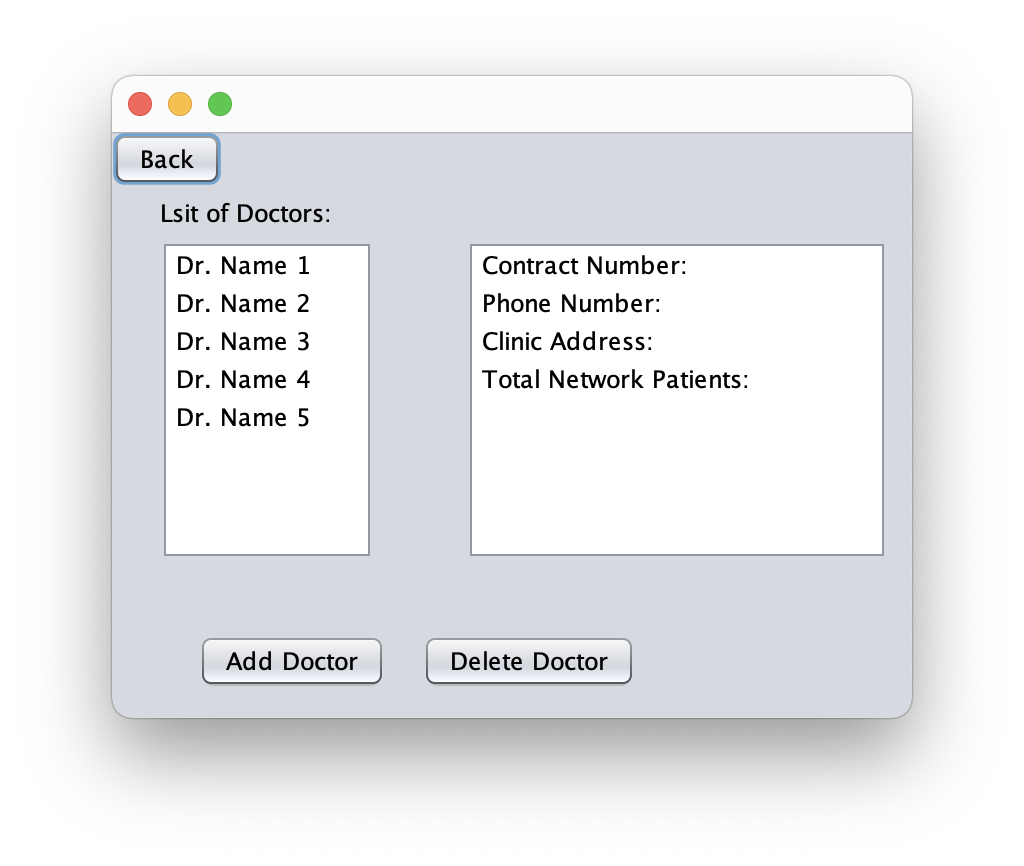 Back
Lsit of Doctors:
Dr. Name 1
Dr. Name 2
Dr. Name 3
Dr. Name 4
Dr. Name 5
Contract Number:
Phone Number:
Clinic Address:
Total Network Patients:
Add Doctor
Delete Doctor